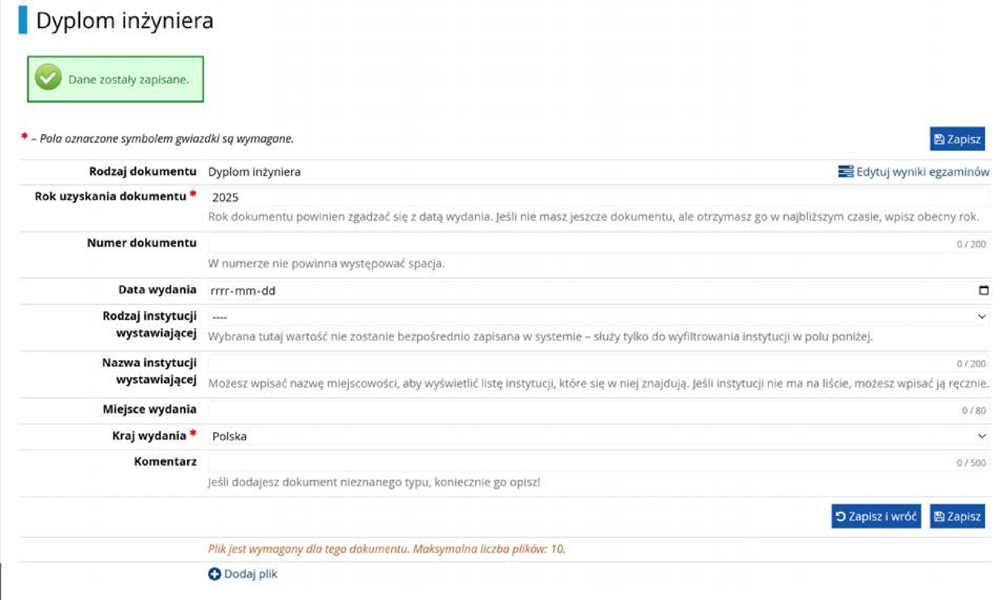 Dyplom inżyniera
Dane zostały zapisane.
* – Pola oznaczone symbolem gwiazdki są wymagane.
Zapisz
Rodzaj dokumentu Dyplom inżyniera Edytuj wyniki egzaminów
Rok uzyskania dokumentu * 2025
Rok dokumentu powinien zgadzać się z datą wydania. Jeśli nie masz jeszcze dokumentu, ale otrzymasz go w najbliższym czasie, wpisz obecny rok.
Numer dokumentu 0 / 200
W numerze nie powinna występować spacja.
Data wydania rrrr-mm-dd
Rodzaj instytucji wystawiającej ----
Wybrana tutaj wartość nie zostanie bezpośrednio zapisana w systemie – służy tylko do wyfiltrowania instytucji w polu poniżej.
Nazwa instytucji wystawiającej 0 / 200
Możesz wpisać nazwę miejscowości, aby wyświetlić listę instytucji, które się w niej znajdują. Jeśli instytucji nie ma na liście, możesz wpisać ją ręcznie.
Miejsce wydania 0 / 80
Kraj wydania * Polska
Komentarz 0 / 500
Jeśli dodajesz dokument nieznanego typu, koniecznie go opisz!
Zapisz i wróć Zapisz
Plik jest wymagany dla tego dokumentu. Maksymalna liczba plików: 10.
Dodaj plik